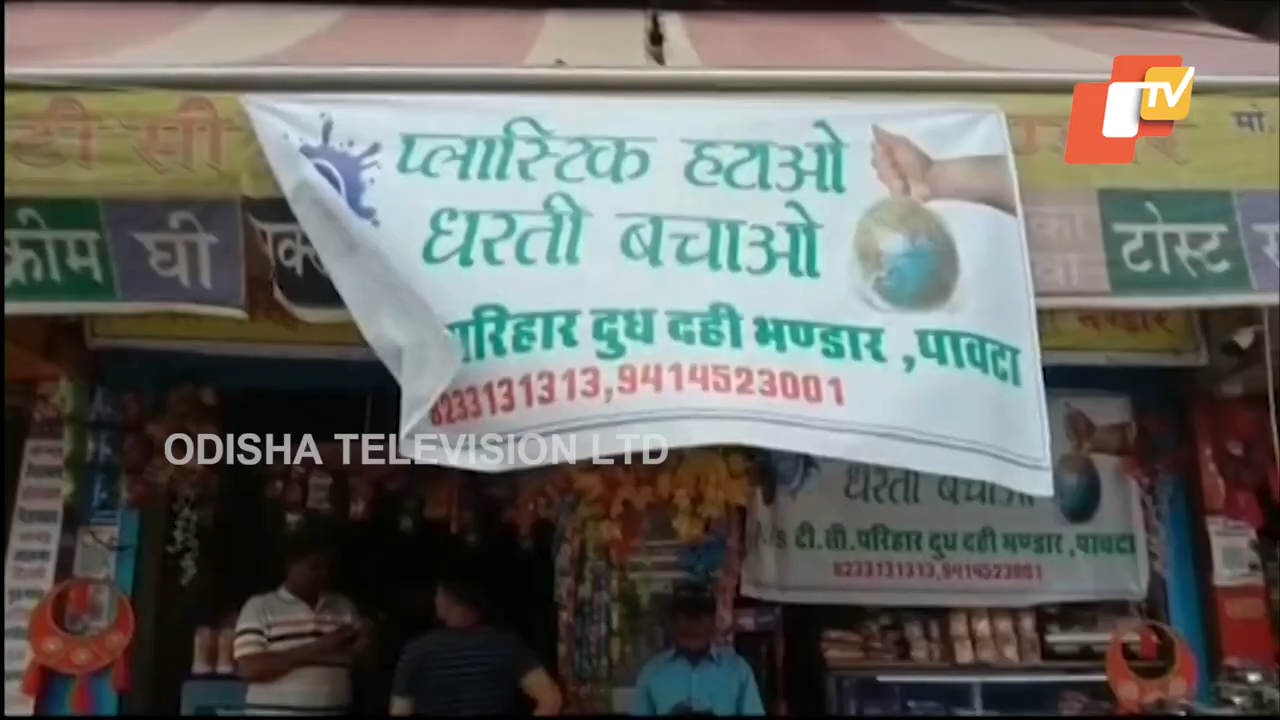 TV
टी सी
मो.
क्रीम घी
टोस्ट
प्लास्टिक हटाओ
धरती बचाओ
परिहार दुध दही भण्डार ,पावटा
8233131313,9414523001
ODISHA TELEVISION LTD
धरती बचाओ
टी.सी.परिहार दुध दही भण्डार ,पावटा
8233131313,9414523001